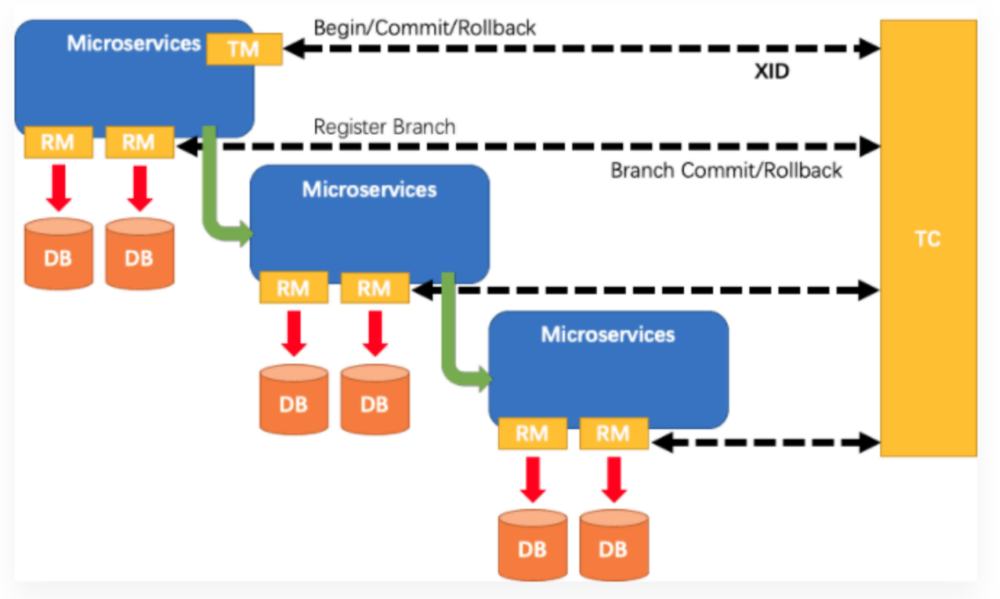 Begin/Commit/Rollback
Microservices
TM
XID
Register Branch
RM
RM
Branch Commit/Rollback
Microservices
TC
DB
DB
RM
RM
Microservices
DB
DB
RM
RM
DB
DB